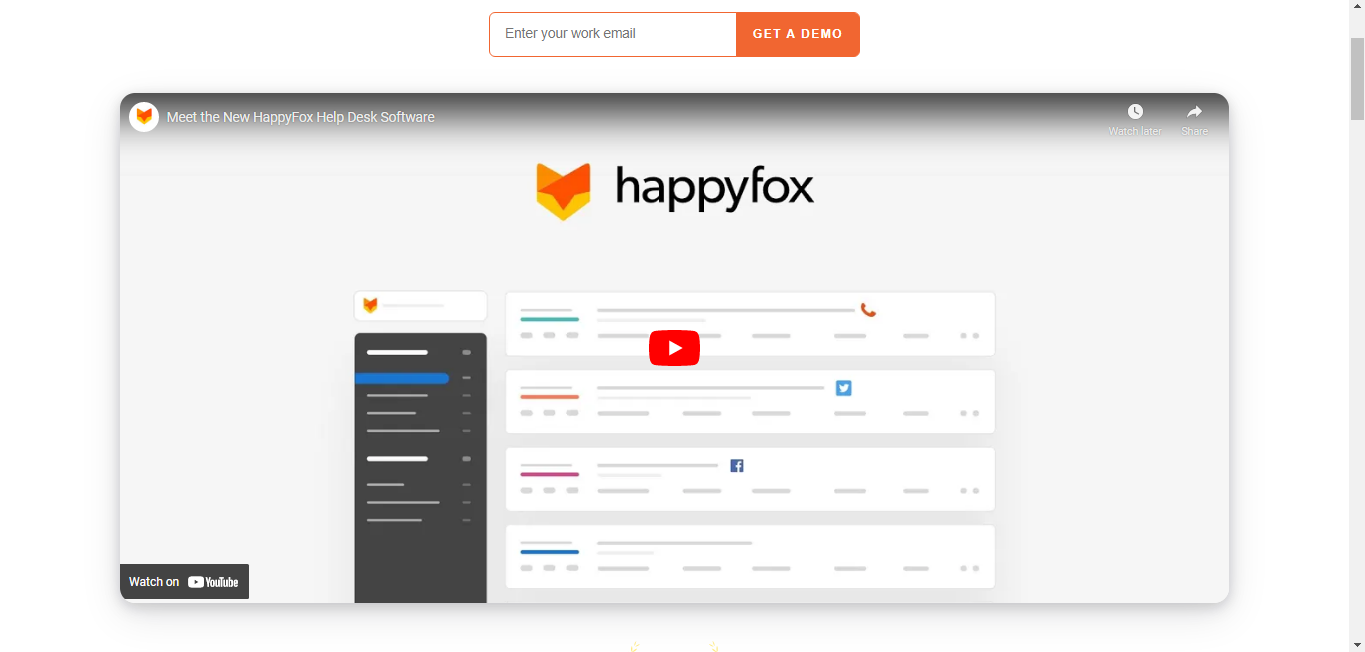 Enter your work email
GET A DEMO
Meet the New HappyFox Help Desk Software
Watch later
Share
happyfox
Watch on YouTube